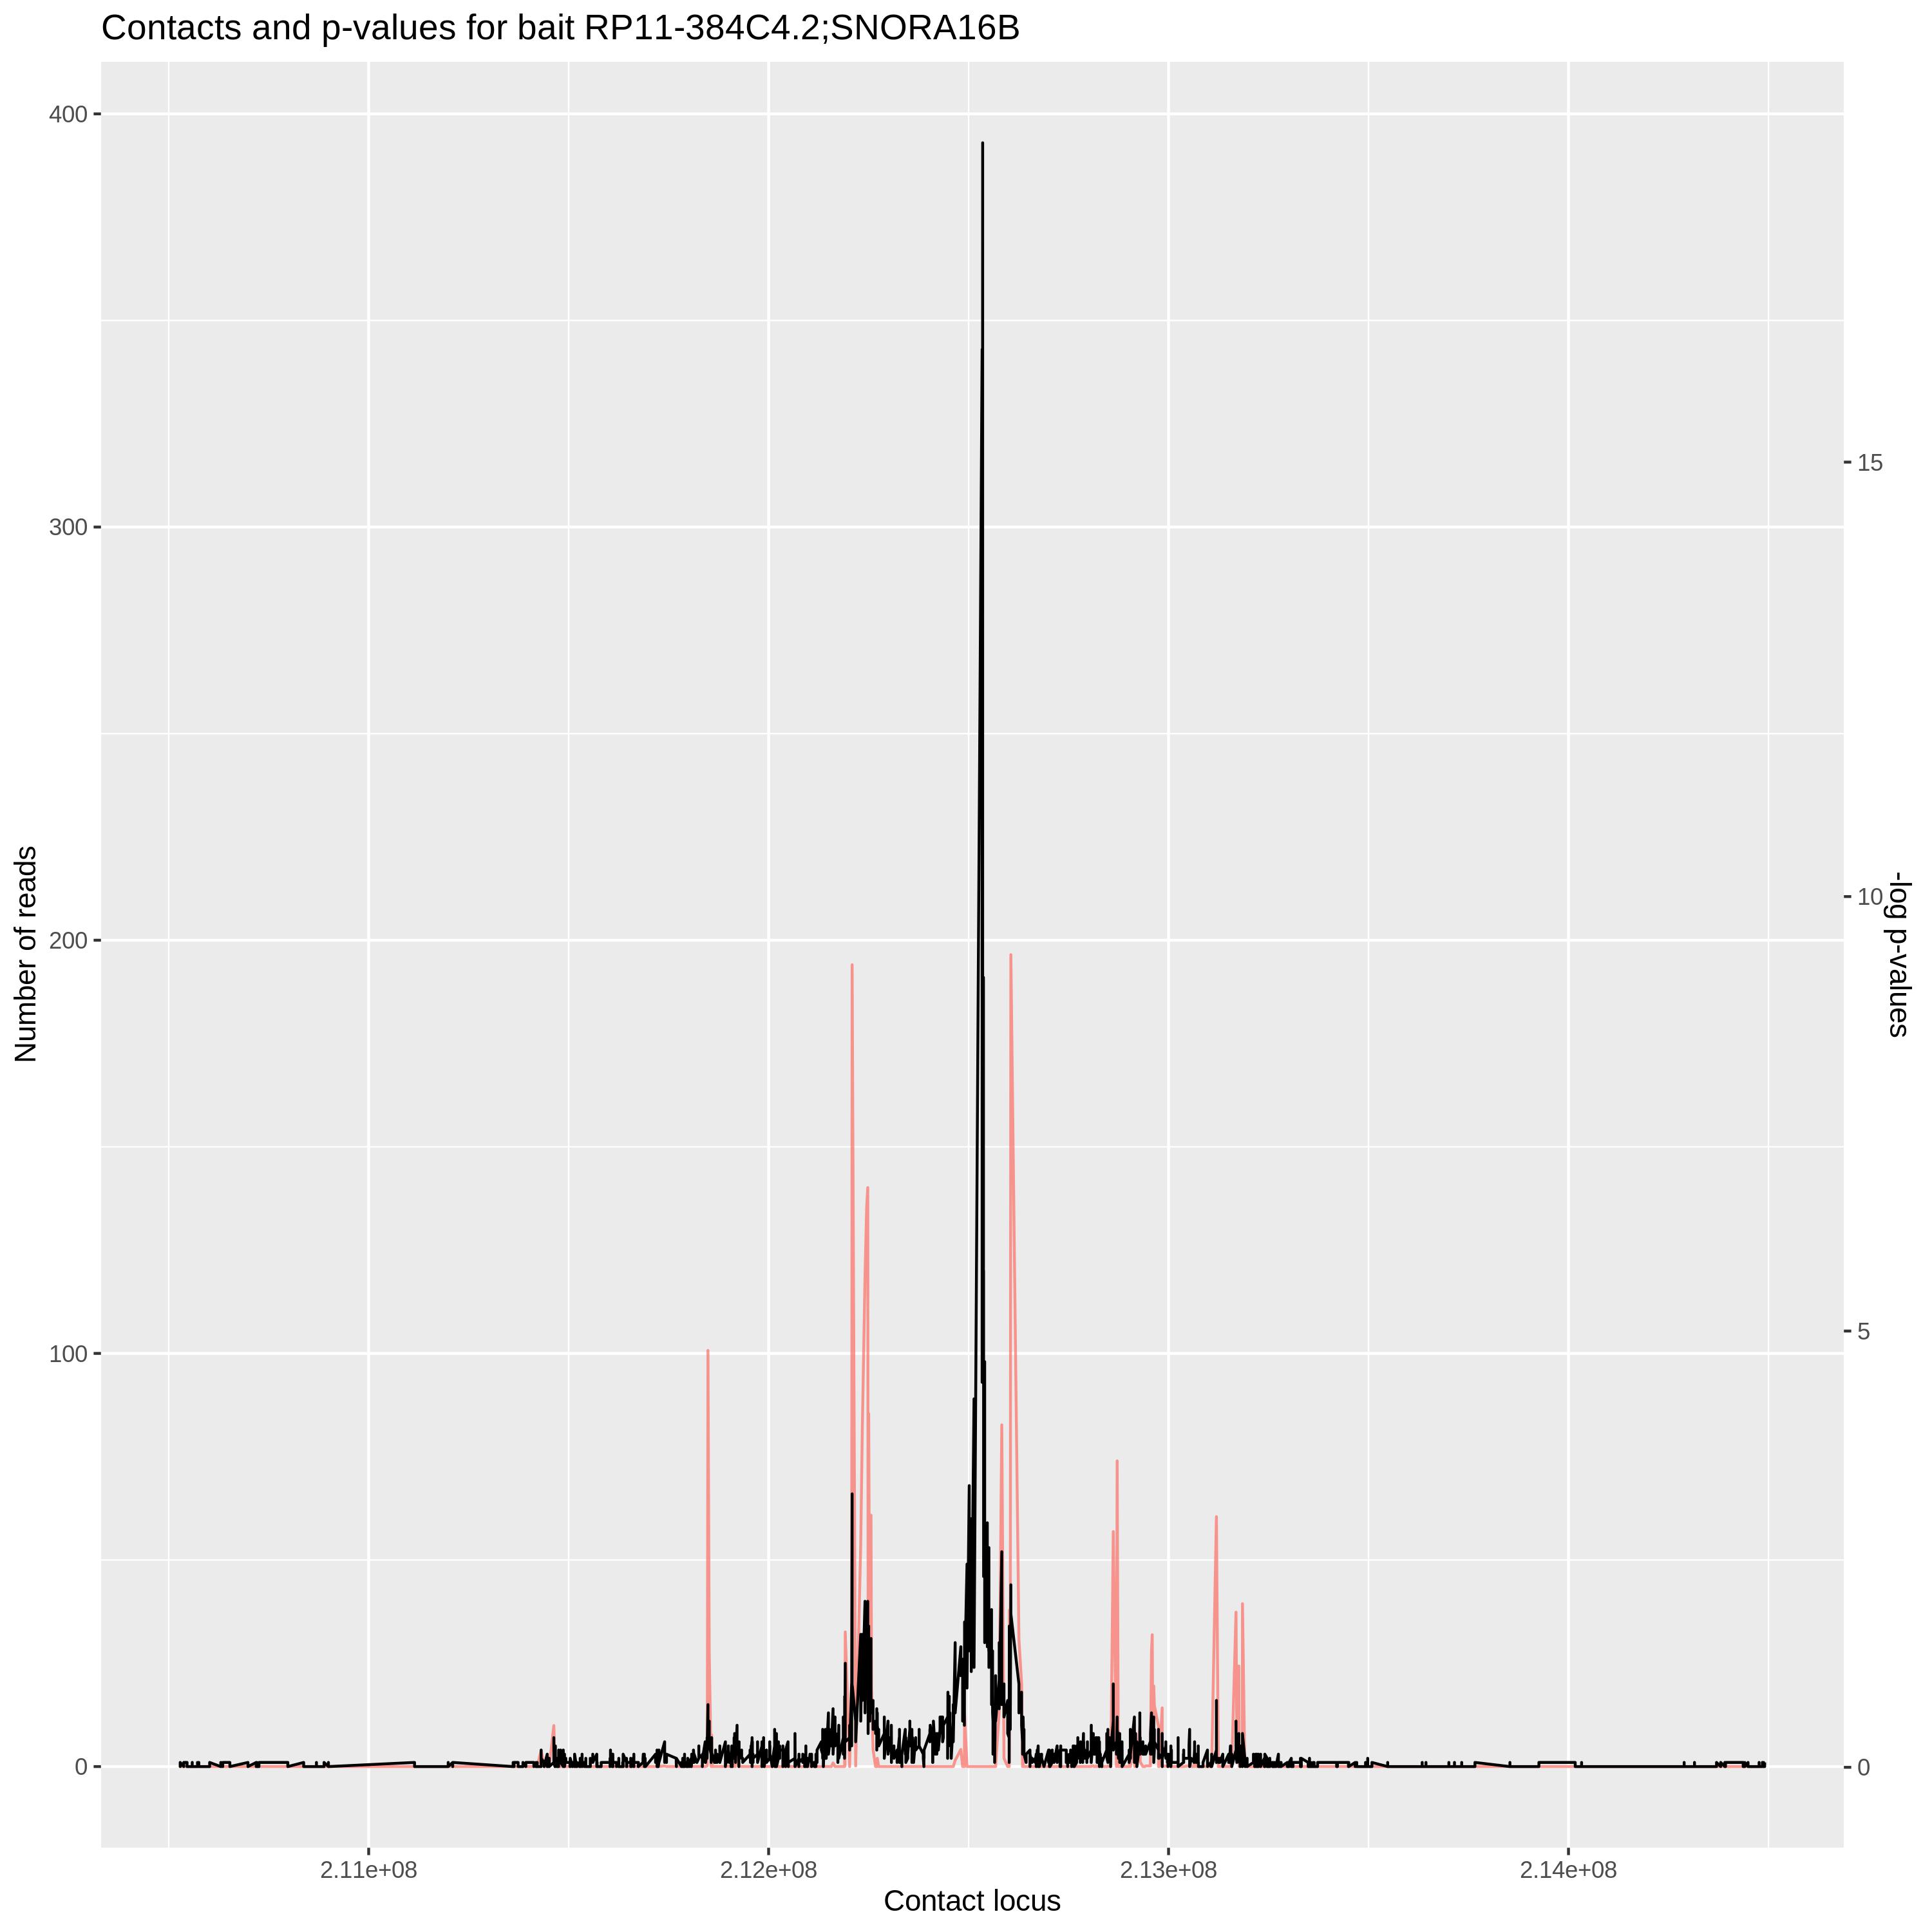 Contacts and p-values for bait RP11-384C4.2;SNORA16B
400
300
200
100
0
Number of reads
15
10
5
0
-log p-values
2.11e+08 2.12e+08 2.13e+08 2.14e+08
Contact locus